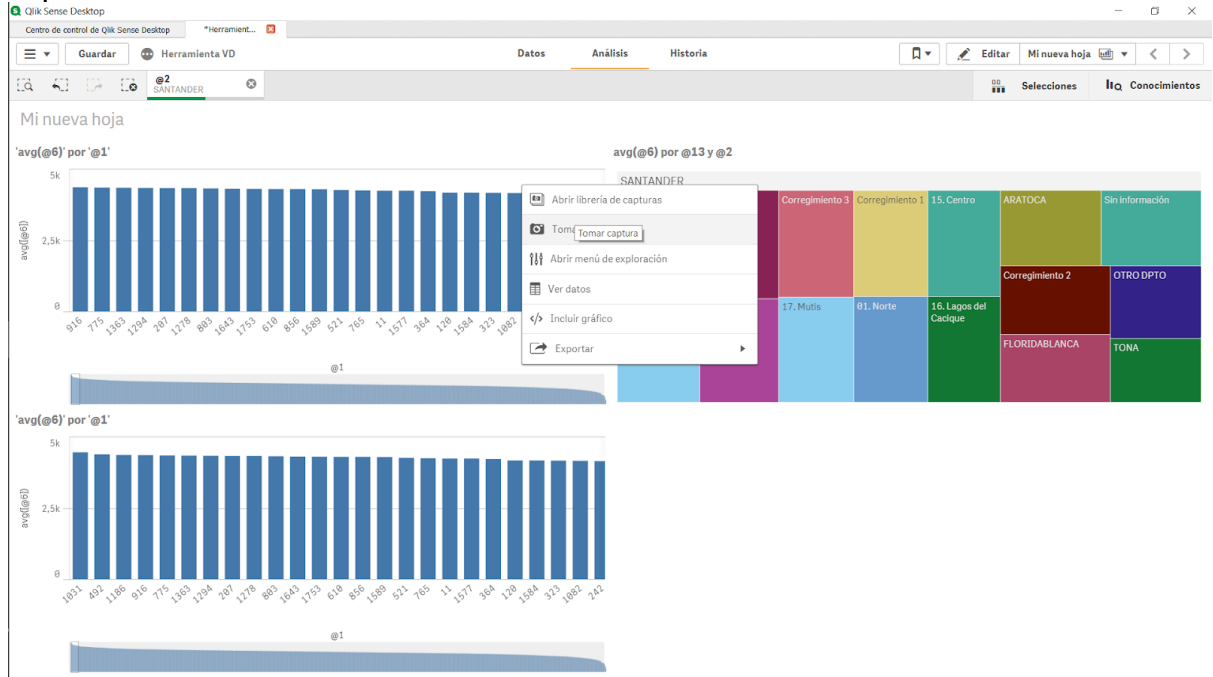 Qlik Sense Desktop
Centro de control de Qlik Sense Desktop
*Herramient...
Guardar
Herramienta VD
Datos
Análisis
Historia
Editar
Mi nueva hoja
@2
SANTANDER
Selecciones
Conocimientos
Mi nueva hoja
'avg(@6)' por '@1'
5k
2,5k
0
avg([@6])
916 775 1363 1294 207 1278 803 1643 1753 610 856 1589 521 765 11 1577 364 120 1584 323 1082
@1
avg(@6) por @13 y @2
SANTANDER
Abrir librería de capturas
Tomar captura
Abrir menú de exploración
Ver datos
Incluir gráfico
Exportar
Corregimiento 3
Corregimiento 1
15. Centro
ARATOCA
Sin información
Corregimiento 2
OTRO DPTO
17. Mutis
01. Norte
16. Lagos del
Cacique
FLORIDABLANCA
TONA
'avg(@6)' por '@1'
5k
2,5k
0
avg([@6])
1031 492 1186 916 775 1363 1294 207 1278 803 1643 1753 610 856 1589 521 765 11 1577 364 120 1584 323 1082 242
@1